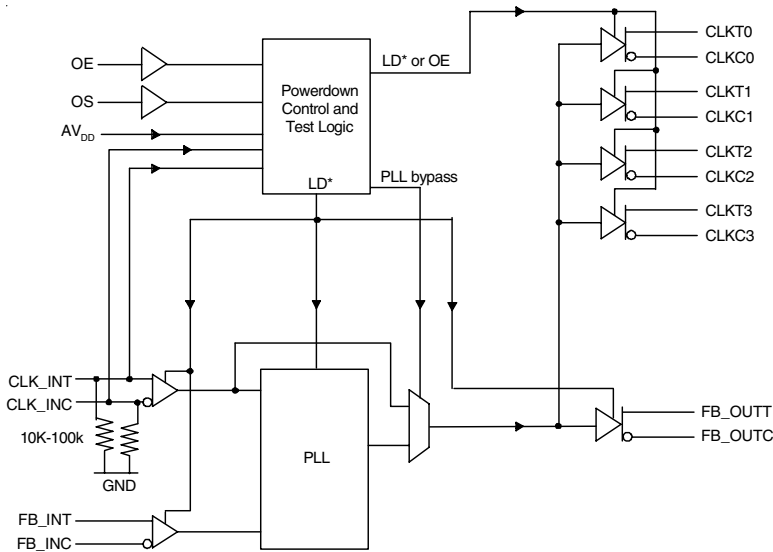 OE
OS
AVDD
Powerdown
Control and
Test Logic
LD*
LD* or OE
PLL bypass
CLKT0
CLKC0
CLKT1
CLKC1
CLKT2
CLKC2
CLKT3
CLKC3
CLK_INT
CLK_INC
10K-100k
GND
PLL
FB_INT
FB_INC
FB_OUTT
FB_OUTC